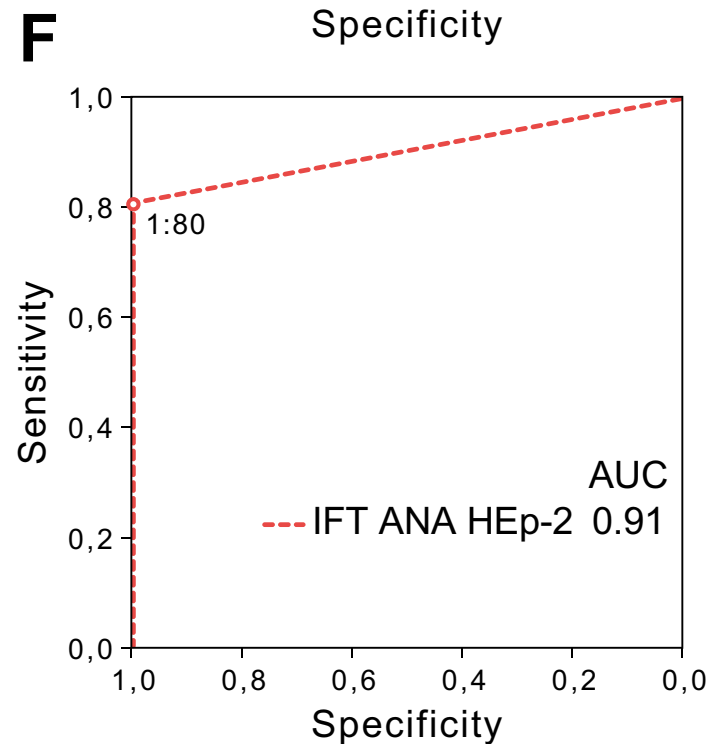 F
Specificity
1,0
0,8
1:80
0,6
Sensitivity
0,4
AUC
IFT ANA HEp-2 0.91
0,2
0,0
1,0 0,8 0,6 0,4 0,2 0,0
Specificity